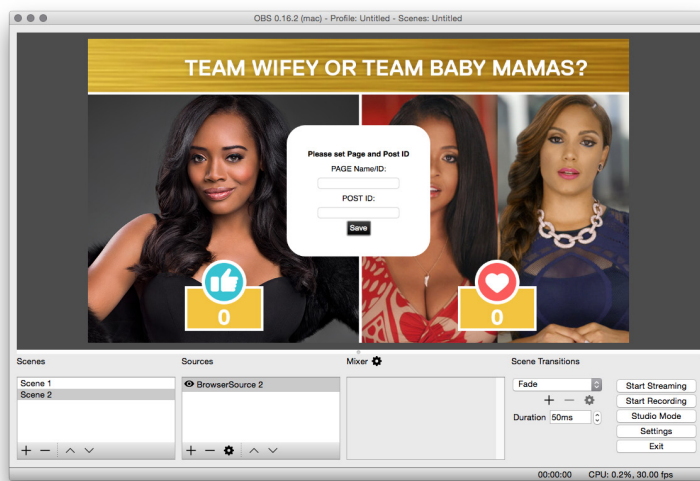 OBS 0.16.2 (mac) - Profile: Untitled - Scenes: Untitled
TEAM WIFEY OR TEAM BABY MAMAS?
Please set Page and Post ID
PAGE Name/ID:
POST ID:
Save
0
0
Scenes
Sources
Mixer
Scene Transitions
Scene 1
Scene 2
BrowserSource 2
Fade
Duration 50ms
Start Streaming
Start Recording
Studio Mode
Settings
Exit
00:00:00
CPU: 0.2%, 30.00 fps